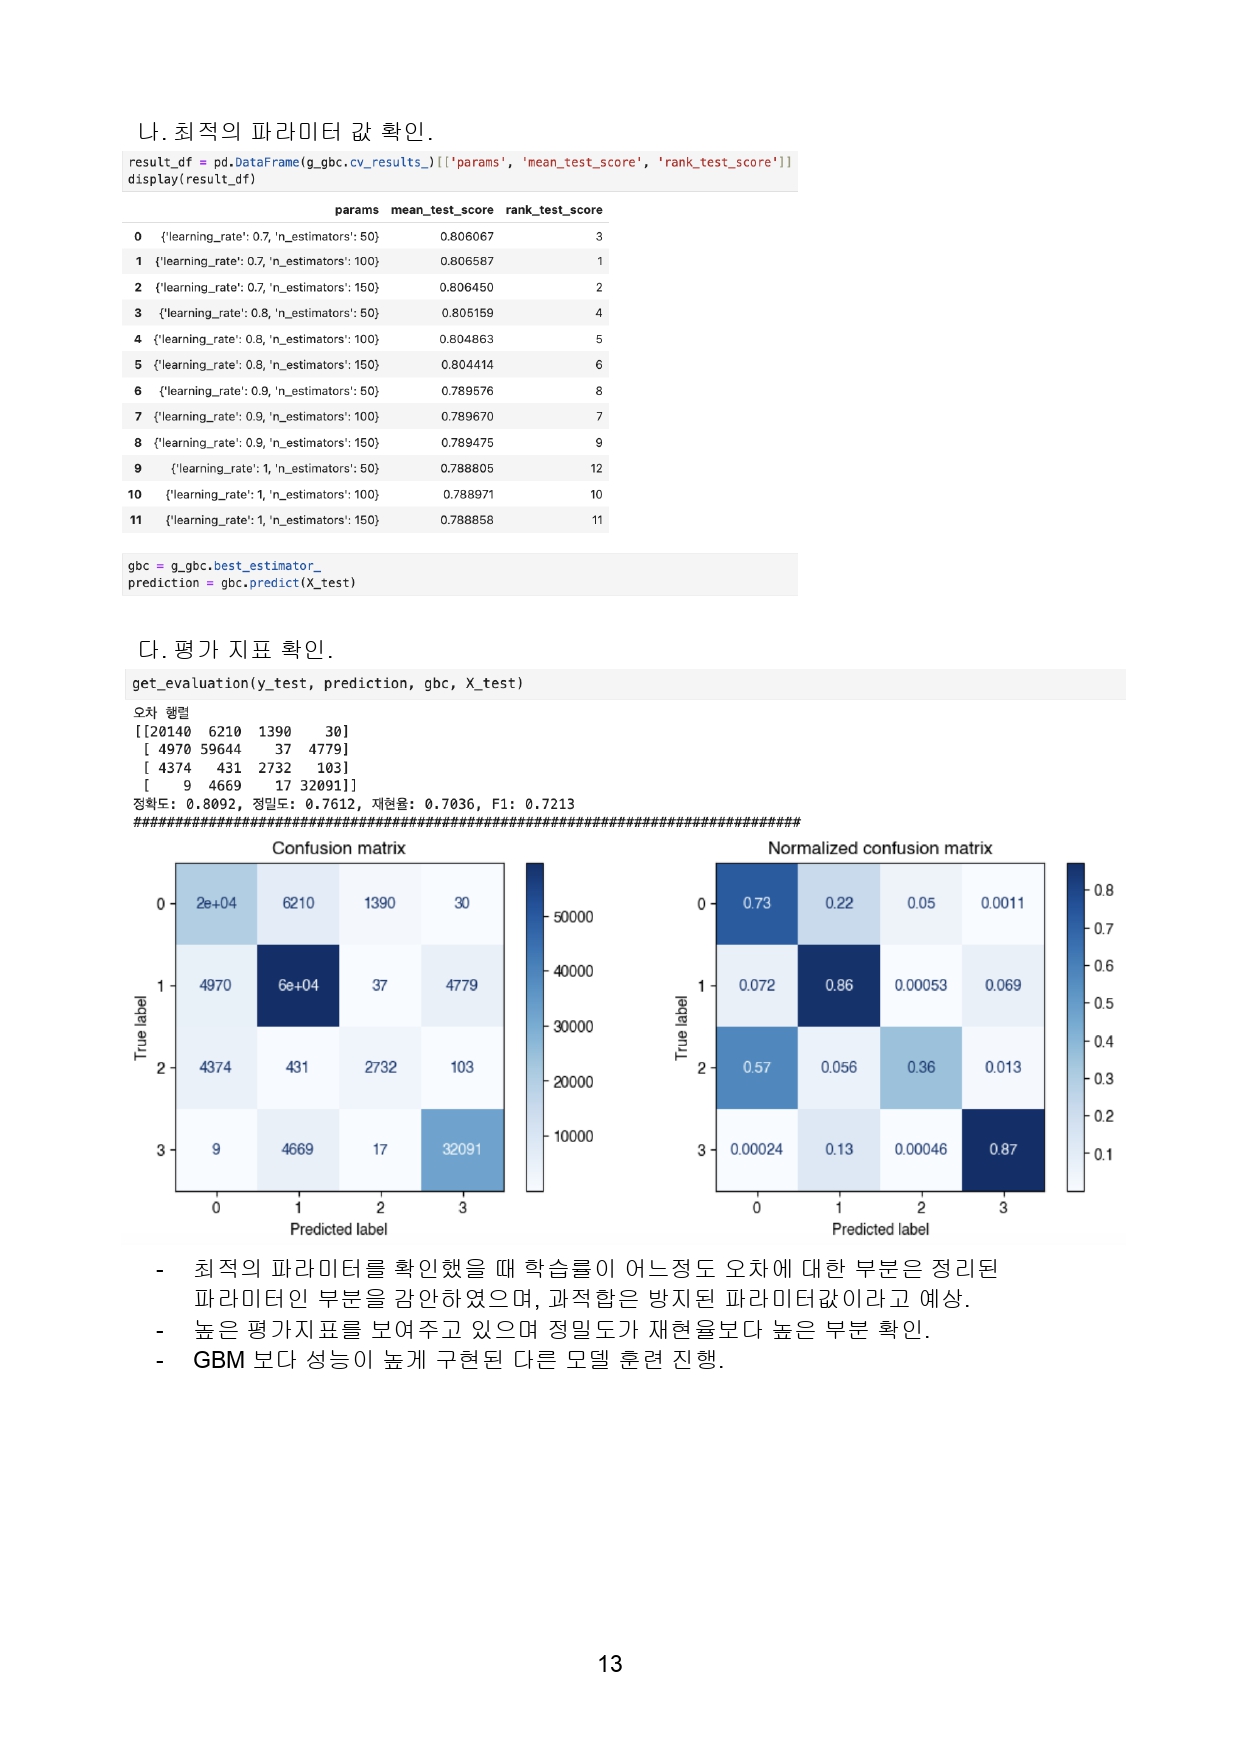 나. 최적의 파라미터 값 확인.
result_df = pd.DataFrame(g_gbc.cv_results_)[['params', 'mean_test_score', 'rank_test_score']]
display(result_df)
params mean_test_score rank_test_score
0 {'learning_rate': 0.7, 'n_estimators': 50} 0.806067 3
1 {'learning_rate': 0.7, 'n_estimators': 100} 0.806587 1
2 {'learning_rate': 0.7, 'n_estimators': 150} 0.806450 2
3 {'learning_rate': 0.8, 'n_estimators': 50} 0.805159 4
4 {'learning_rate': 0.8, 'n_estimators': 100} 0.804863 5
5 {'learning_rate': 0.8, 'n_estimators': 150} 0.804414 6
6 {'learning_rate': 0.9, 'n_estimators': 50} 0.789576 8
7 {'learning_rate': 0.9, 'n_estimators': 100} 0.789670 7
8 {'learning_rate': 0.9, 'n_estimators': 150} 0.789475 9
9 {'learning_rate': 1, 'n_estimators': 50} 0.788805 12
10 {'learning_rate': 1, 'n_estimators': 100} 0.788971 10
11 {'learning_rate': 1, 'n_estimators': 150} 0.788858 11
gbc = g_gbc.best_estimator_
prediction = gbc.predict(X_test)
다. 평가 지표 확인.
get_evaluation(y_test, prediction, gbc, X_test)
오차 행렬
[[20140 6210 1390 30]
[ 4970 59644 37 4779]
[ 4374 431 2732 103]
[ 9 4669 17 32091]]
정확도: 0.8092, 정밀도: 0.7612, 재현율: 0.7036, F1: 0.7213
################################################################################
Confusion matrix
0 2e+04 6210 1390 30
1 4970 6e+04 37 4779
2 4374 431 2732 103
3 9 4669 17 32091
0 1 2 3
Predicted label
True label
50000
40000
30000
20000
10000
Normalized confusion matrix
0 0.73 0.22 0.05 0.0011
1 0.072 0.86 0.00053 0.069
2 0.57 0.056 0.36 0.013
3 0.00024 0.13 0.00046 0.87
0 1 2 3
Predicted label
True label
0.8
0.7
0.6
0.5
0.4
0.3
0.2
0.1
- 최적의 파라미터를 확인했을 때 학습률이 어느정도 오차에 대한 부분은 정리된
파라미터인 부분을 감안하였으며, 과적합은 방지된 파라미터값이라고 예상.
- 높은 평가지표를 보여주고 있으며 정밀도가 재현율보다 높은 부분 확인.
- GBM 보다 성능이 높게 구현된 다른 모델 훈련 진행.
13